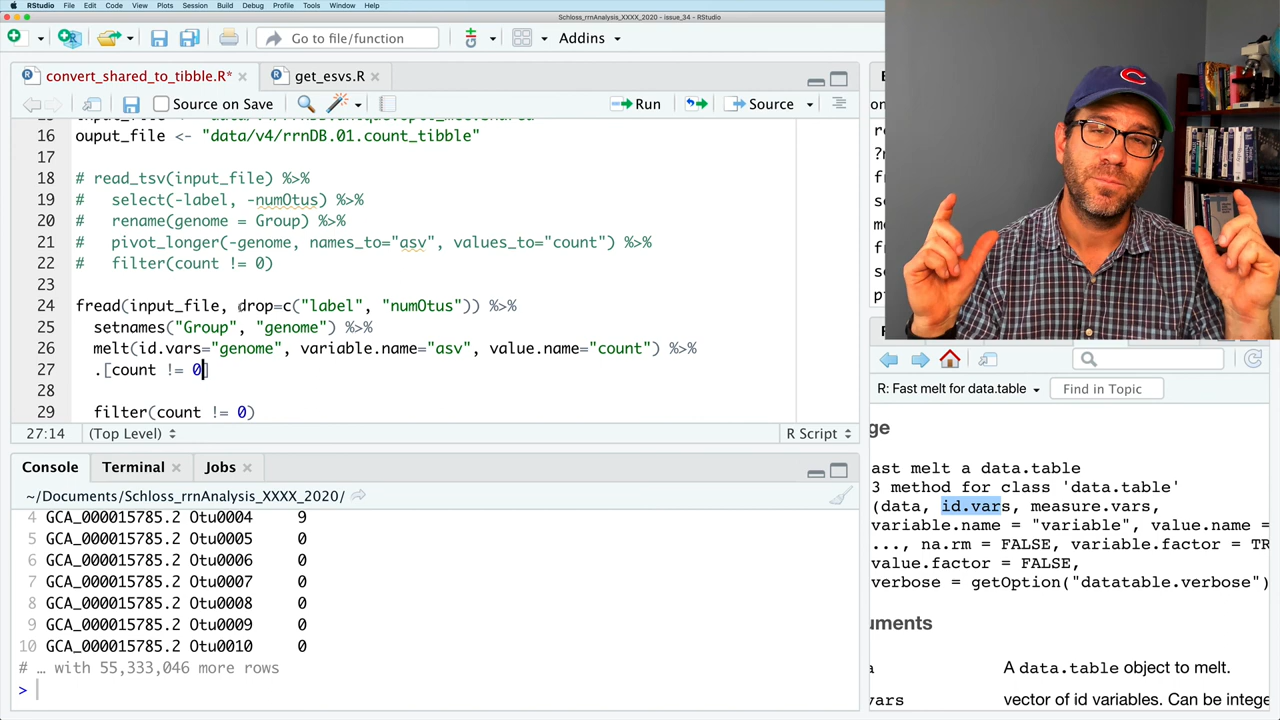 RStudio File Edit Code View Plots Session Build Debug Profile Tools Window Help
Schloss_rrnAnalysis_XXXX_2020 - issue_34 - RStudio
Go to file/function Addins
convert_shared_to_tibble.R* get_esvs.R
Source on Save Run Source
16 ouput_file <- "data/v4/rrnDB.01.count_tibble"
17
18 # read_tsv(input_file) %>%
19 #   select(-label, -numOtus) %>%
20 #   rename(genome = Group) %>%
21 #   pivot_longer(-genome, names_to="asv", values_to="count") %>%
22 #   filter(count != 0)
23
24 fread(input_file, drop=c("label", "numOtus")) %>%
25   setnames("Group", "genome") %>%
26   melt(id.vars="genome", variable.name="asv", value.name="count") %>%
27   .[count != 0]
28
29   filter(count != 0)
27:14 (Top Level) R Script
Console Terminal Jobs
~/Documents/Schloss_rrnAnalysis_XXXX_2020/
4 GCA_000015785.2 Otu0004 9
5 GCA_000015785.2 Otu0005 0
6 GCA_000015785.2 Otu0006 0
7 GCA_000015785.2 Otu0007 0
8 GCA_000015785.2 Otu0008 0
9 GCA_000015785.2 Otu0009 0
10 GCA_000015785.2 Otu0010 0
# … with 55,333,046 more rows
>
R: Fast melt for data.table Find in Topic
ge
ast melt a data.table
3 method for class 'data.table'
(data, id.vars, measure.vars,
variable.name = "variable", value.name =
..., na.rm = FALSE, variable.factor = TR
value.factor = FALSE,
verbose = getOption("datatable.verbose")
uments
a A data.table object to melt.
vars vector of id variables. Can be intege